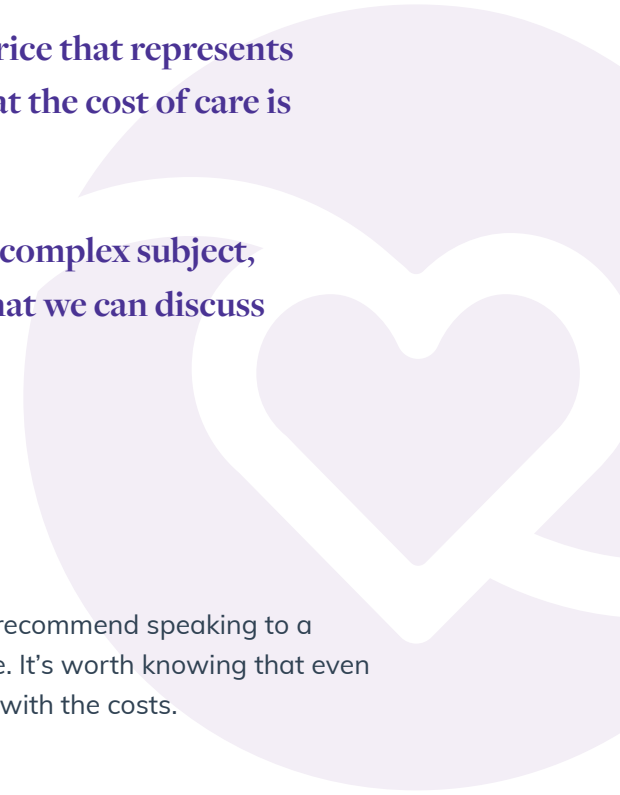 rice that represents
at the cost of care is
complex subject,
hat we can discuss
recommend speaking to a
e. It’s worth knowing that even
with the costs.